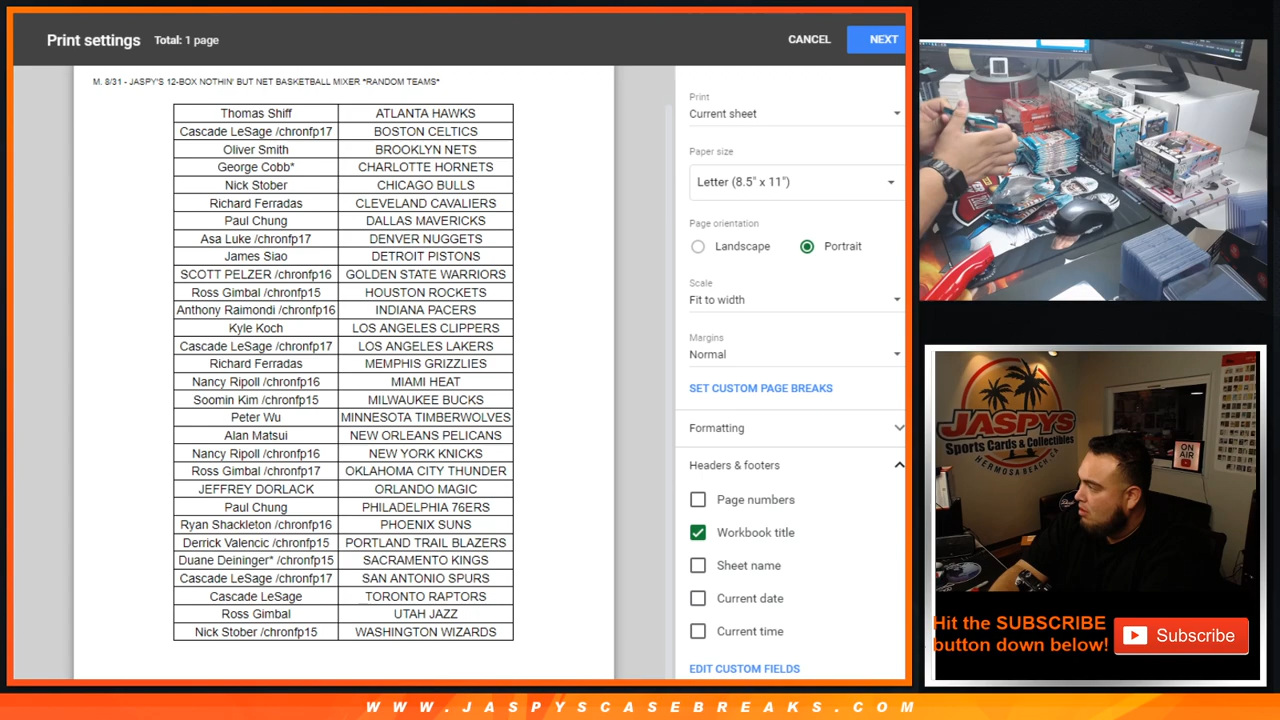 Print settings Total: 1 page CANCEL NEXT
M. 8/31 - JASPY'S 12-BOX NOTHIN' BUT NET BASKETBALL MIXER *RANDOM TEAMS*
Thomas Shiff ATLANTA HAWKS
Cascade LeSage /chronfp17 BOSTON CELTICS
Oliver Smith BROOKLYN NETS
George Cobb* CHARLOTTE HORNETS
Nick Stober CHICAGO BULLS
Richard Ferradas CLEVELAND CAVALIERS
Paul Chung DALLAS MAVERICKS
Asa Luke /chronfp17 DENVER NUGGETS
James Siao DETROIT PISTONS
SCOTT PELZER /chronfp16 GOLDEN STATE WARRIORS
Ross Gimbal /chronfp15 HOUSTON ROCKETS
Anthony Raimondi /chronfp16 INDIANA PACERS
Kyle Koch LOS ANGELES CLIPPERS
Cascade LeSage /chronfp17 LOS ANGELES LAKERS
Richard Ferradas MEMPHIS GRIZZLIES
Nancy Ripoll /chronfp16 MIAMI HEAT
Soomin Kim /chronfp15 MILWAUKEE BUCKS
Peter Wu MINNESOTA TIMBERWOLVES
Alan Matsui NEW ORLEANS PELICANS
Nancy Ripoll /chronfp16 NEW YORK KNICKS
Ross Gimbal /chronfp17 OKLAHOMA CITY THUNDER
JEFFREY DORLACK ORLANDO MAGIC
Paul Chung PHILADELPHIA 76ERS
Ryan Shackleton /chronfp16 PHOENIX SUNS
Derrick Valencic /chronfp15 PORTLAND TRAIL BLAZERS
Duane Deininger* /chronfp15 SACRAMENTO KINGS
Cascade LeSage /chronfp17 SAN ANTONIO SPURS
Cascade LeSage TORONTO RAPTORS
Ross Gimbal UTAH JAZZ
Nick Stober /chronfp15 WASHINGTON WIZARDS
Print
Current sheet
Paper size
Letter (8.5" x 11")
Page orientation
Landscape Portrait
Scale
Fit to width
Margins
Normal
SET CUSTOM PAGE BREAKS
Formatting
Headers & footers
Page numbers
Workbook title
Sheet name
Current date
Current time
EDIT CUSTOM FIELDS
JASPYS
Sports Cards & Collectibles
HERMOSA BEACH, CA
ON
AIR
Hit the SUBSCRIBE
button down below!
Subscribe
WWW.JASPYSCASEBREAKS.COM